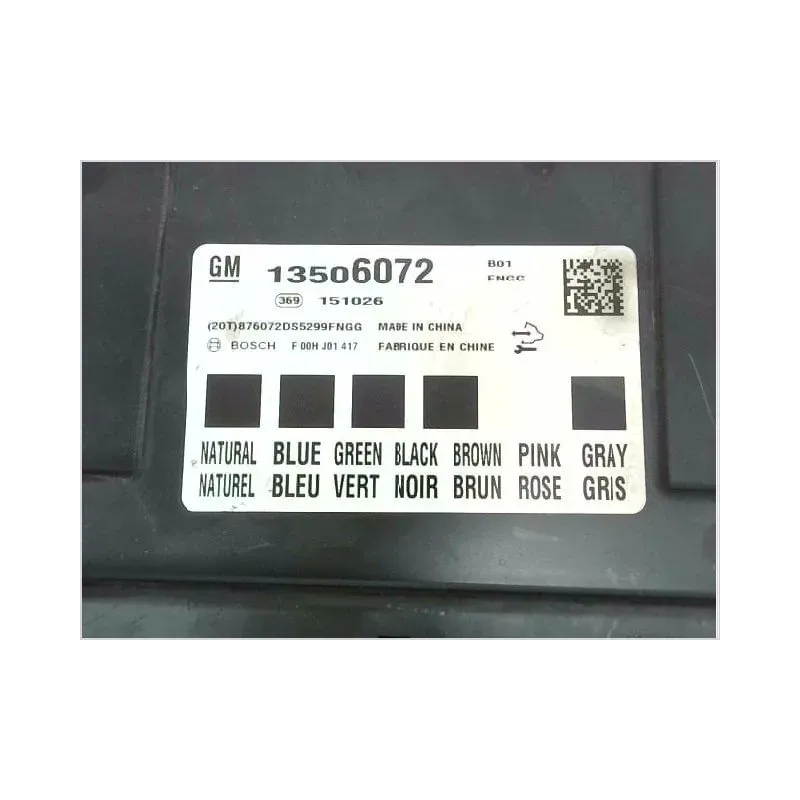 GM 13506072 B01
369 151026
(20T)876072DS5299FNGG MADE IN CHINA
BOSCH F 00H J01 417 FABRIQUE EN CHINE
NATURAL BLUE GREEN BLACK BROWN PINK GRAY
NATUREL BLEU VERT NOIR BRUN ROSE GRIS